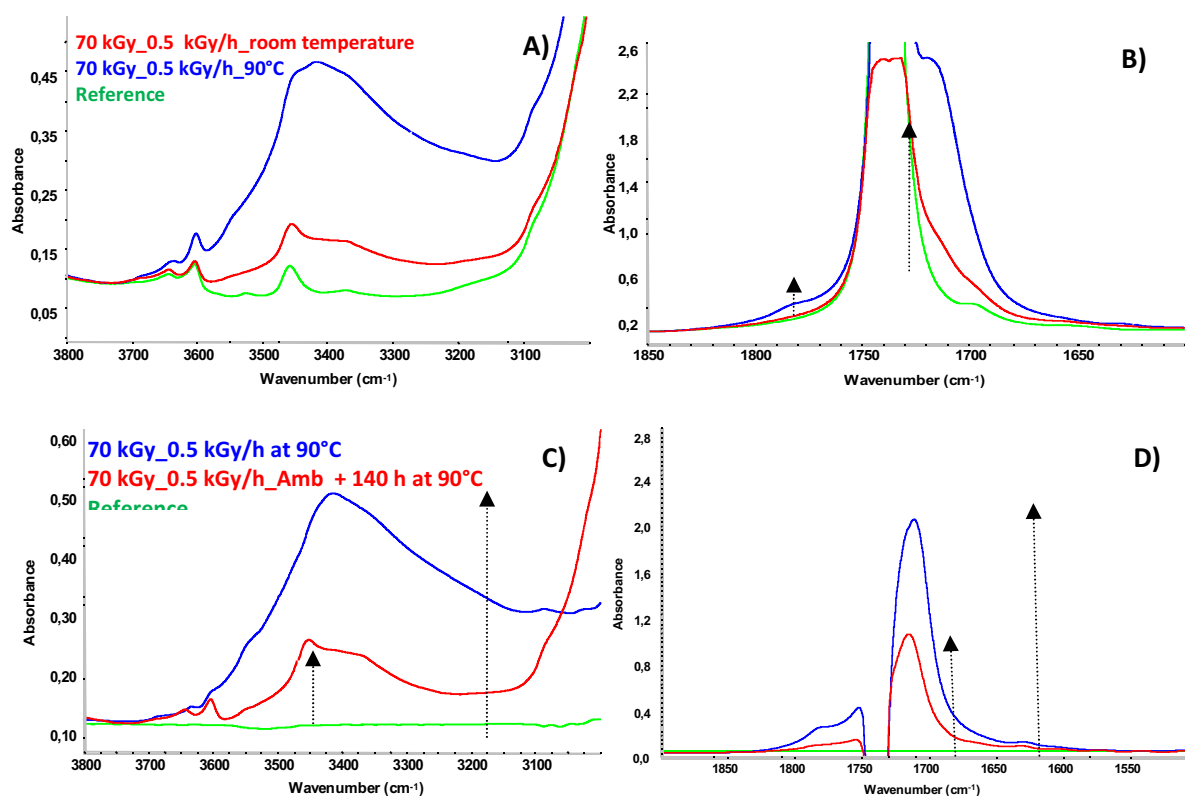 70 kGy_0.5 kGy/h_room temperature
70 kGy_0.5 kGy/h_90°C
Reference
A)
Absorbance
0,45
0,35
0,25
0,15
0,05
3800 3700 3600 3500 3400 3300 3200 3100
Wavenumber (cm-1)
B)
Absorbance
2,6
2,2
1,8
1,4
1,0
0,6
0,2
1850 1800 1750 1700 1650
Wavenumber (cm-1)
70 kGy_0.5 kGy/h at 90°C
70 kGy_0.5 kGy/h_Amb + 140 h at 90°C
Reference
C)
Absorbance
0,60
0,50
0,40
0,30
0,20
0,10
3800 3700 3600 3500 3400 3300 3200 3100
Wavenumber (cm-1)
D)
Absorbance
2,8
2,4
2,0
1,6
1,2
0,8
0,4
0,0
1850 1800 1750 1700 1650 1600 1550
Wavenumber (cm-1)